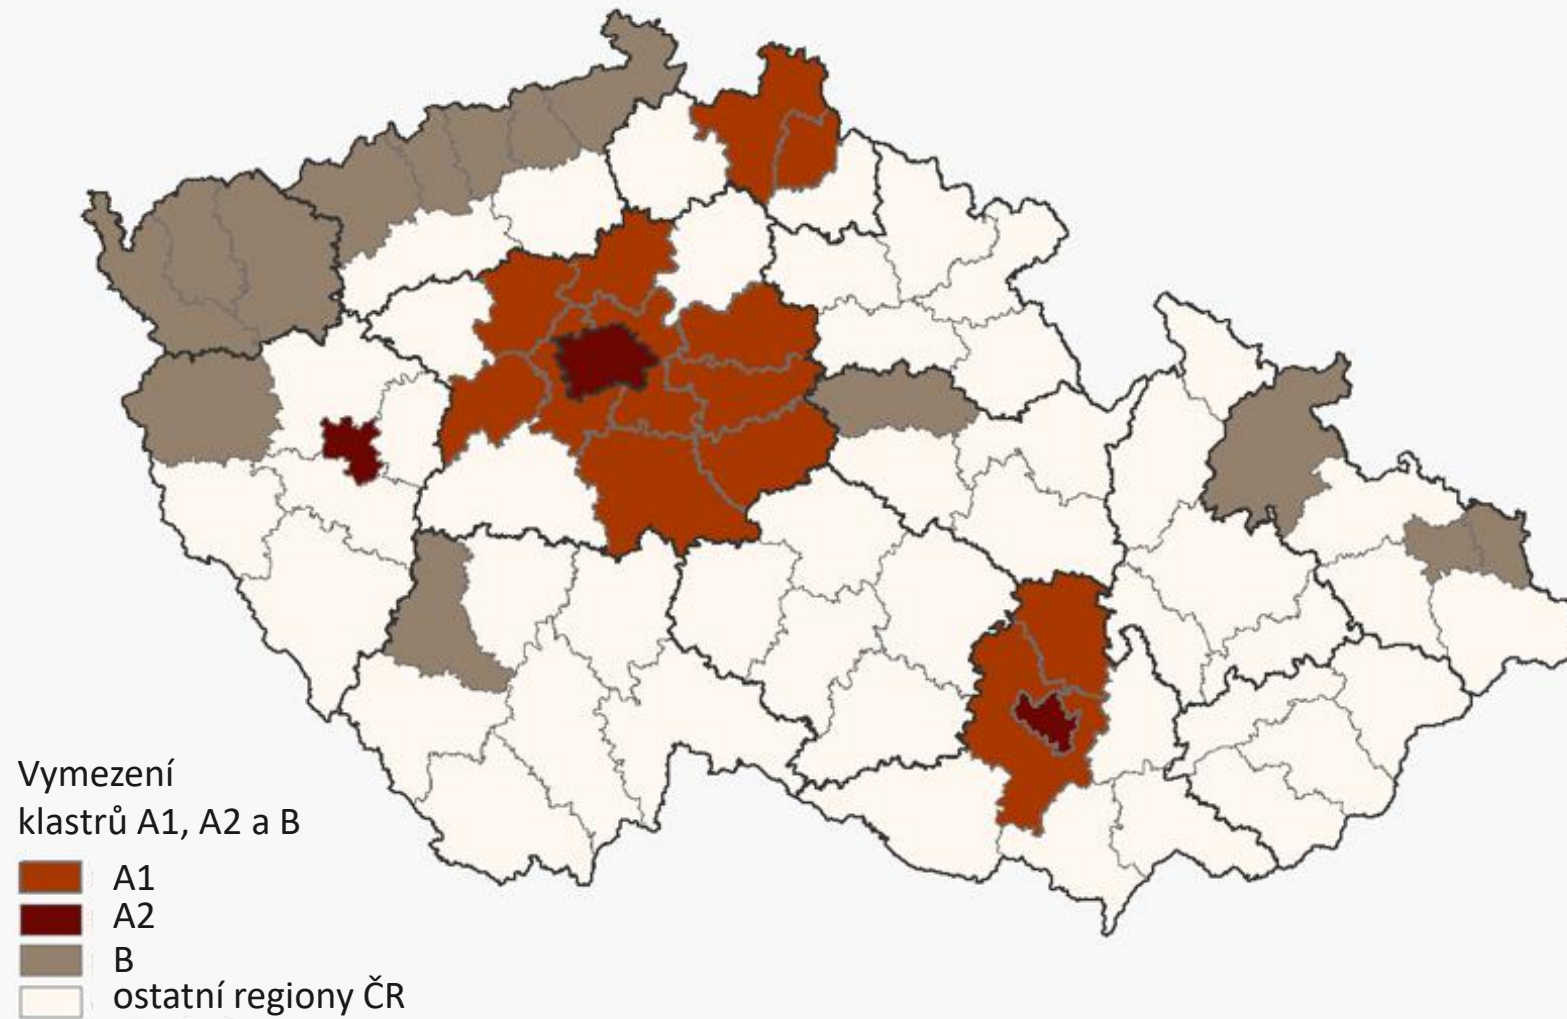 Vymezení
klastrů A1, A2 a B
A1
A2
B
ostatní regiony ČR